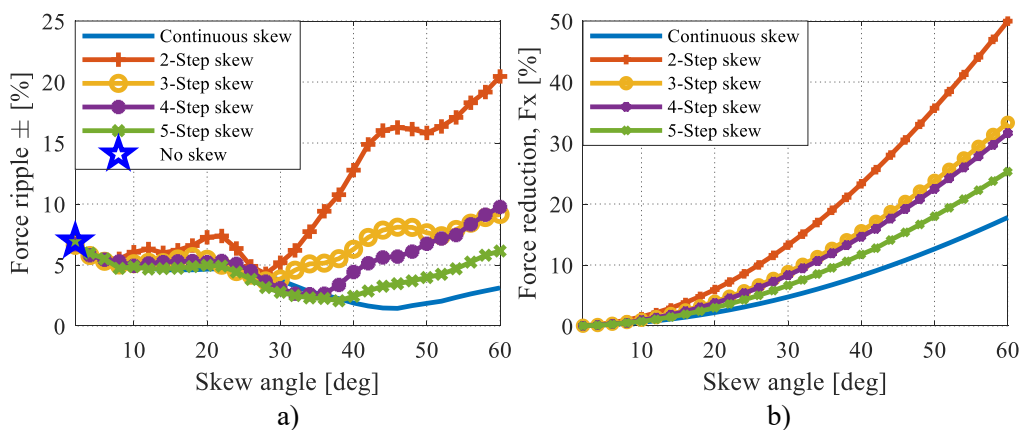 25
20
15
10
5
0
Force ripple ± [%]
Continuous skew
2-Step skew
3-Step skew
4-Step skew
5-Step skew
No skew
10 20 30 40 50 60
Skew angle [deg]
a)
50
40
30
20
10
0
Force reduction, Fx [%]
Continuous skew
2-Step skew
3-Step skew
4-Step skew
5-Step skew
10 20 30 40 50 60
Skew angle [deg]
b)